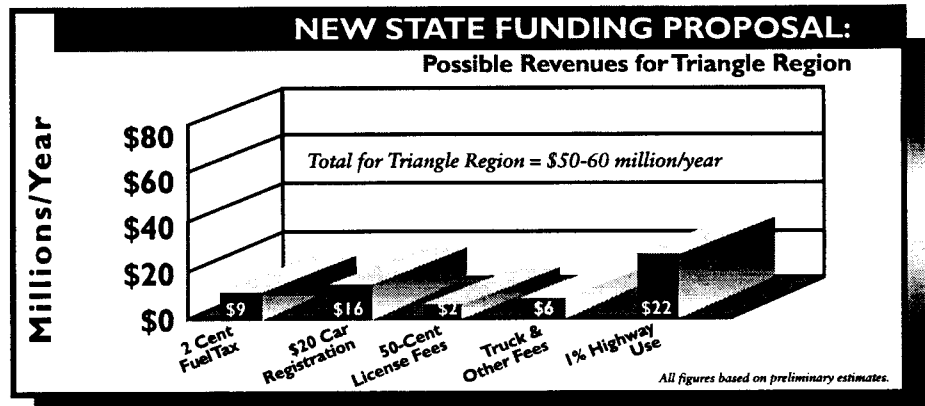 NEW STATE FUNDING PROPOSAL:
Possible Revenues for Triangle Region
Millions/Year
$80
$60
$40
$20
$0
Total for Triangle Region = $50-60 million/year
$9
$16
$2
$6
$22
2 Cent
Fuel Tax
$20 Car
Registration
50-Cent
License Fees
Truck &
Other Fees
1% Highway
Use
All figures based on preliminary estimates.